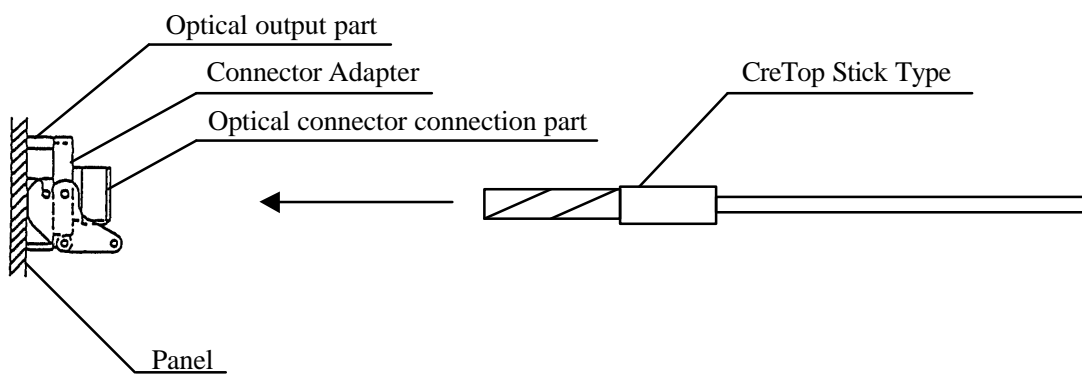 Optical output part
Connector Adapter
CreTop Stick Type
Optical connector connection part
Panel